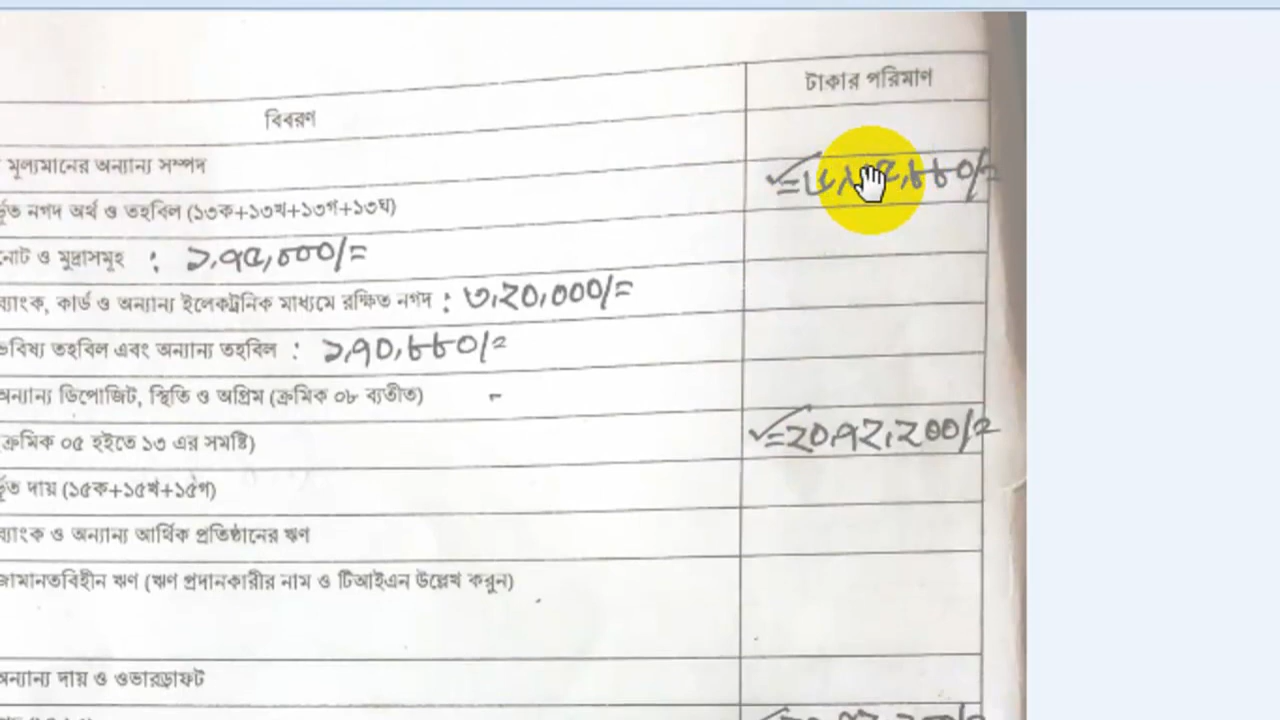 টাকার পরিমাণ
বিবরণ
মূল্যমানের অন্যান্য সম্পদ
নগদ অর্থ ও তহবিল (১৩ক+১৩খ+১৩গ+১৩ঘ)
নোট ও মুদ্রাসমূহ : ১,৭৫,০০০/=
ব্যাংক, কার্ড ও অন্যান্য ইলেকট্রনিক মাধ্যমে রক্ষিত নগদ : ৩,২০,০০০/=
ভবিষ্য তহবিল এবং অন্যান্য তহবিল : ১,৭০,৮৮০/=
অন্যান্য ডিপোজিট, স্থিতি ও অগ্রিম (ক্রমিক ০৮ ব্যতীত) -
(ক্রমিক ০৫ হইতে ১৩ এর সমষ্টি) =২০,৭২,২০০/=
দায় (১৫ক+১৫খ+১৫গ)
ব্যাংক ও অন্যান্য আর্থিক প্রতিষ্ঠানের ঋণ
জামানতবিহীন ঋণ (ঋণ প্রদানকারীর নাম ও টিআইএন উল্লেখ করুন)
অন্যান্য দায় ও ওভারড্রাফট